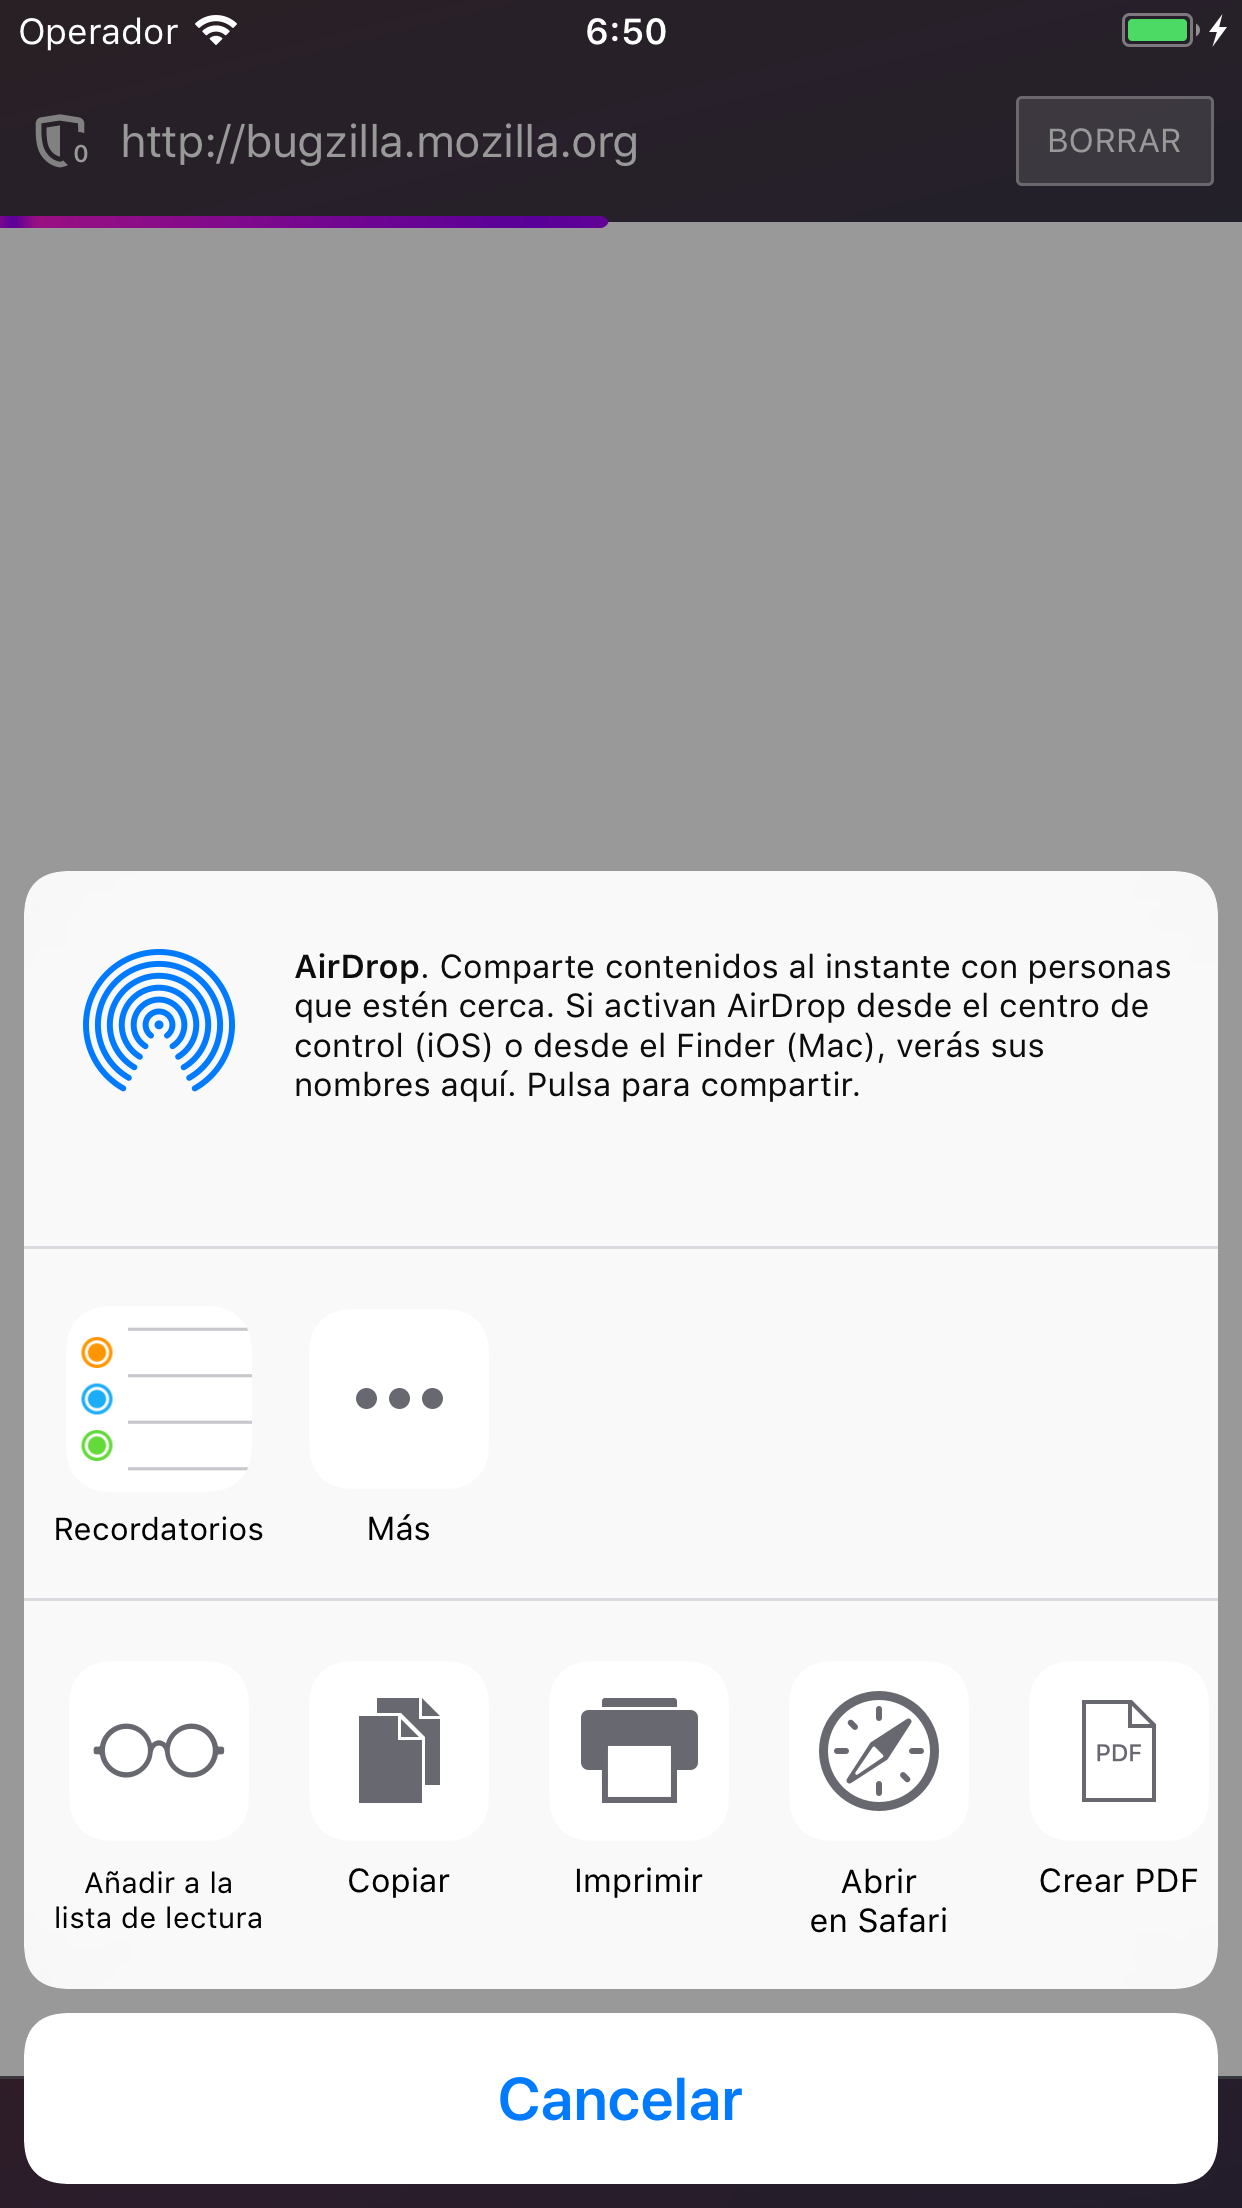 Operador 6:50
0 http://bugzilla.mozilla.org BORRAR
AirDrop. Comparte contenidos al instante con personas
que estén cerca. Si activan AirDrop desde el centro de
control (iOS) o desde el Finder (Mac), verás sus
nombres aquí. Pulsa para compartir.
Recordatorios Más
Añadir a la
lista de lectura
Copiar
Imprimir
Abrir
en Safari
PDF
Crear PDF
Cancelar